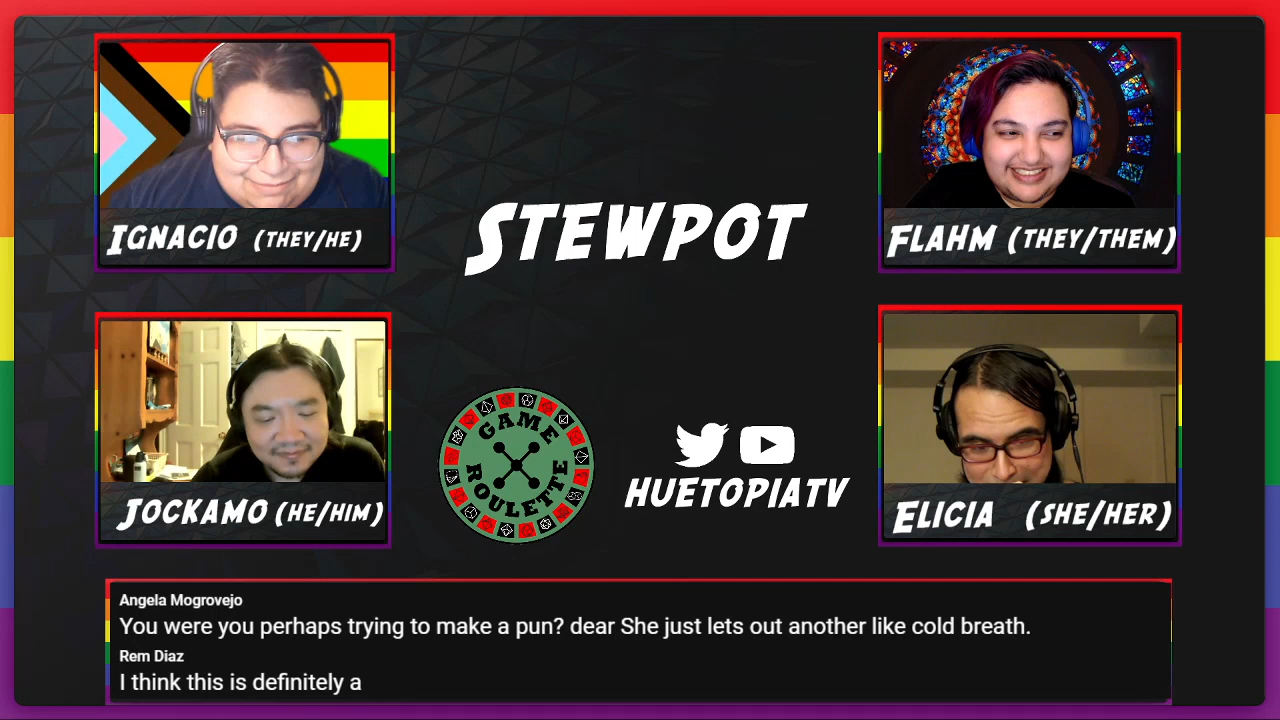 IGNACIO (THEY/HE)
FLAHM (THEY/THEM)
STEWPOT
JOCKAMO (HE/HIM)
GAME
ROULETTE
HUETOPIATV
ELICIA (SHE/HER)
Angela Mogrovejo
You were you perhaps trying to make a pun? dear She just lets out another like cold breath.
Rem Diaz
I think this is definitely a